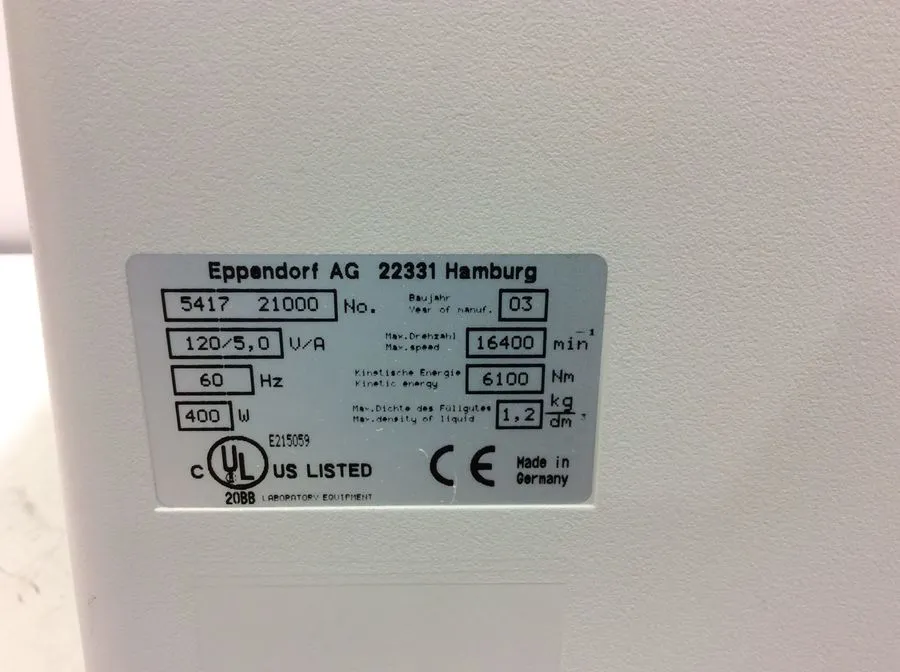 Eppendorf AG 22331 Hamburg
5417 21000 No. Baujahr Year of manuf. 03
120/5,0 V/A Max.Drehzahl Max.speed 16400 min⁻¹
60 Hz Kinetische Energie Kinetic energy 6100 Nm
400 W Max.Dichte des Füllgutes Max.density of liquid 1,2 kg/dm³
E215059
C UL US LISTED CE Made in Germany
20BB LABORATORY EQUIPMENT